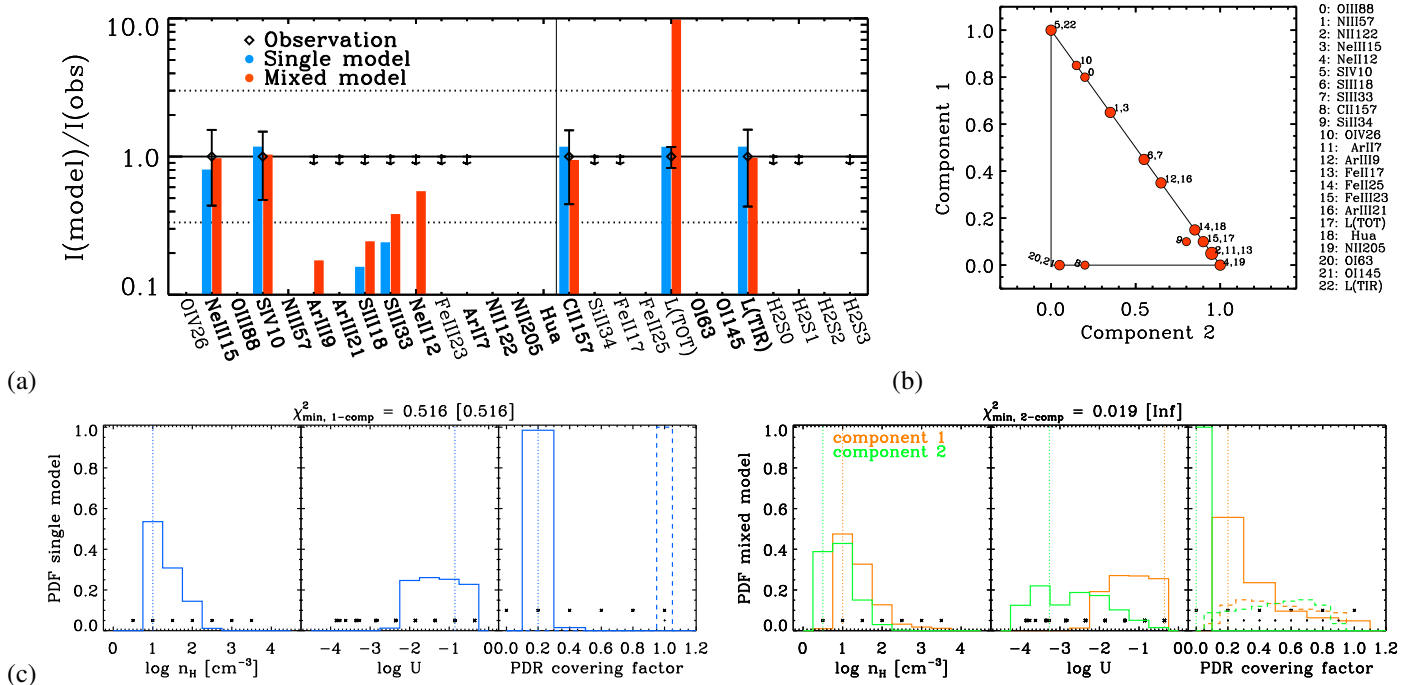 10.0
1.0
0.1
I(model)/I(obs)
Observation
Single model
Mixed model
OIV26
NeIII15
OIII88
SIV10
NIII57
ArIII9
ArIII21
SIII18
SIII33
NeII12
FeIII23
ArII7
NII122
NII205
Hua
CII157
SiII34
FeII17
FeII25
L(TOT)
OI63
OI145
L(TIR)
H2S0
H2S1
H2S2
H2S3
(a)
Component 1
1.0
0.8
0.6
0.4
0.2
0.0
5,22
10
0
1,3
6,7
12,16
14,18
9
15,17
2,11,13
20,21
8
4,19
0.0
0.5
1.0
Component 2
0: OIII88
1: NIII57
2: NII122
3: NeIII15
4: NeII12
5: SIV10
6: SIII18
7: SIII33
8: CII157
9: SiII34
10: OIV26
11: ArII7
12: ArIII9
13: FeII17
14: FeII25
15: FeIII23
16: ArIII21
17: L(TOT)
18: Hua
19: NII205
20: OI63
21: OI145
22: L(TIR)
(b)
χ²min, 1-comp = 0.516 [0.516]
PDF single model
1.0
0.8
0.6
0.4
0.2
0.0
0 1 2 3 4
log nH [cm⁻³]
-4 -3 -2 -1 0
log U
0.0 0.2 0.4 0.6 0.8 1.0 1.2
PDR covering factor
χ²min, 2-comp = 0.019 [Inf]
component 1
component 2
PDF mixed model
1.0
0.8
0.6
0.4
0.2
0.0
0 1 2 3 4
log nH [cm⁻³]
-4 -3 -2 -1 0
log U
0.0 0.2 0.4 0.6 0.8 1.0 1.2
PDR covering factor
(c)